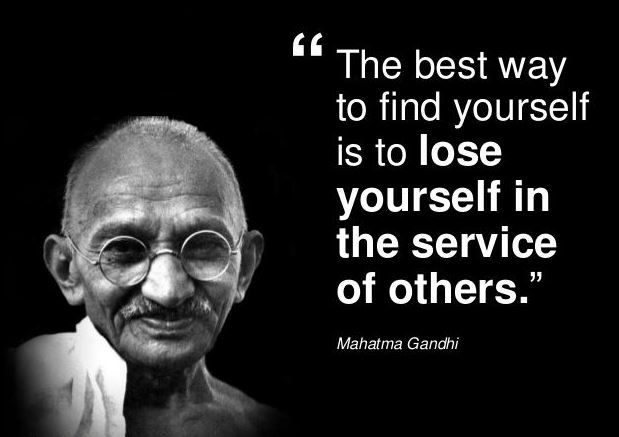 “ The best way
to find yourself
is to lose
yourself in
the service
of others.”
Mahatma Gandhi